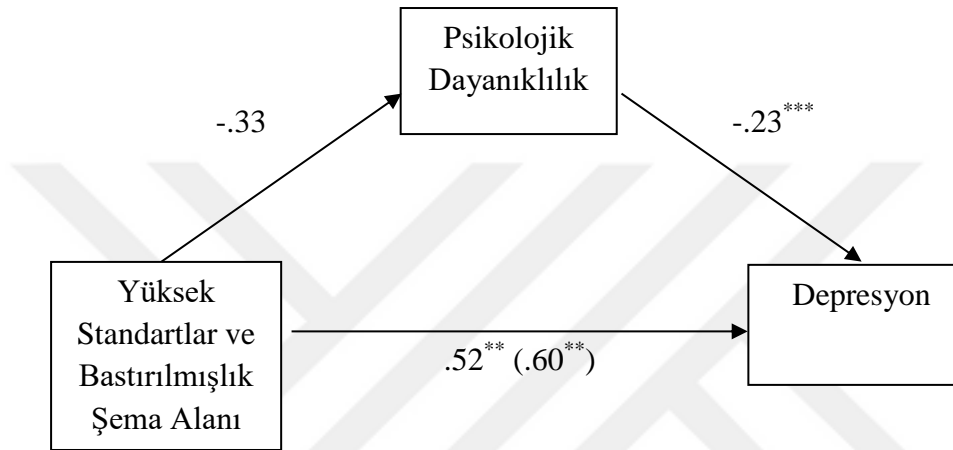 Psikolojik
Dayanıklılık
-.33
-.23***
Yüksek
Standartlar ve
Bastırılmışlık
Şema Alanı
Depresyon
.52** (.60**)